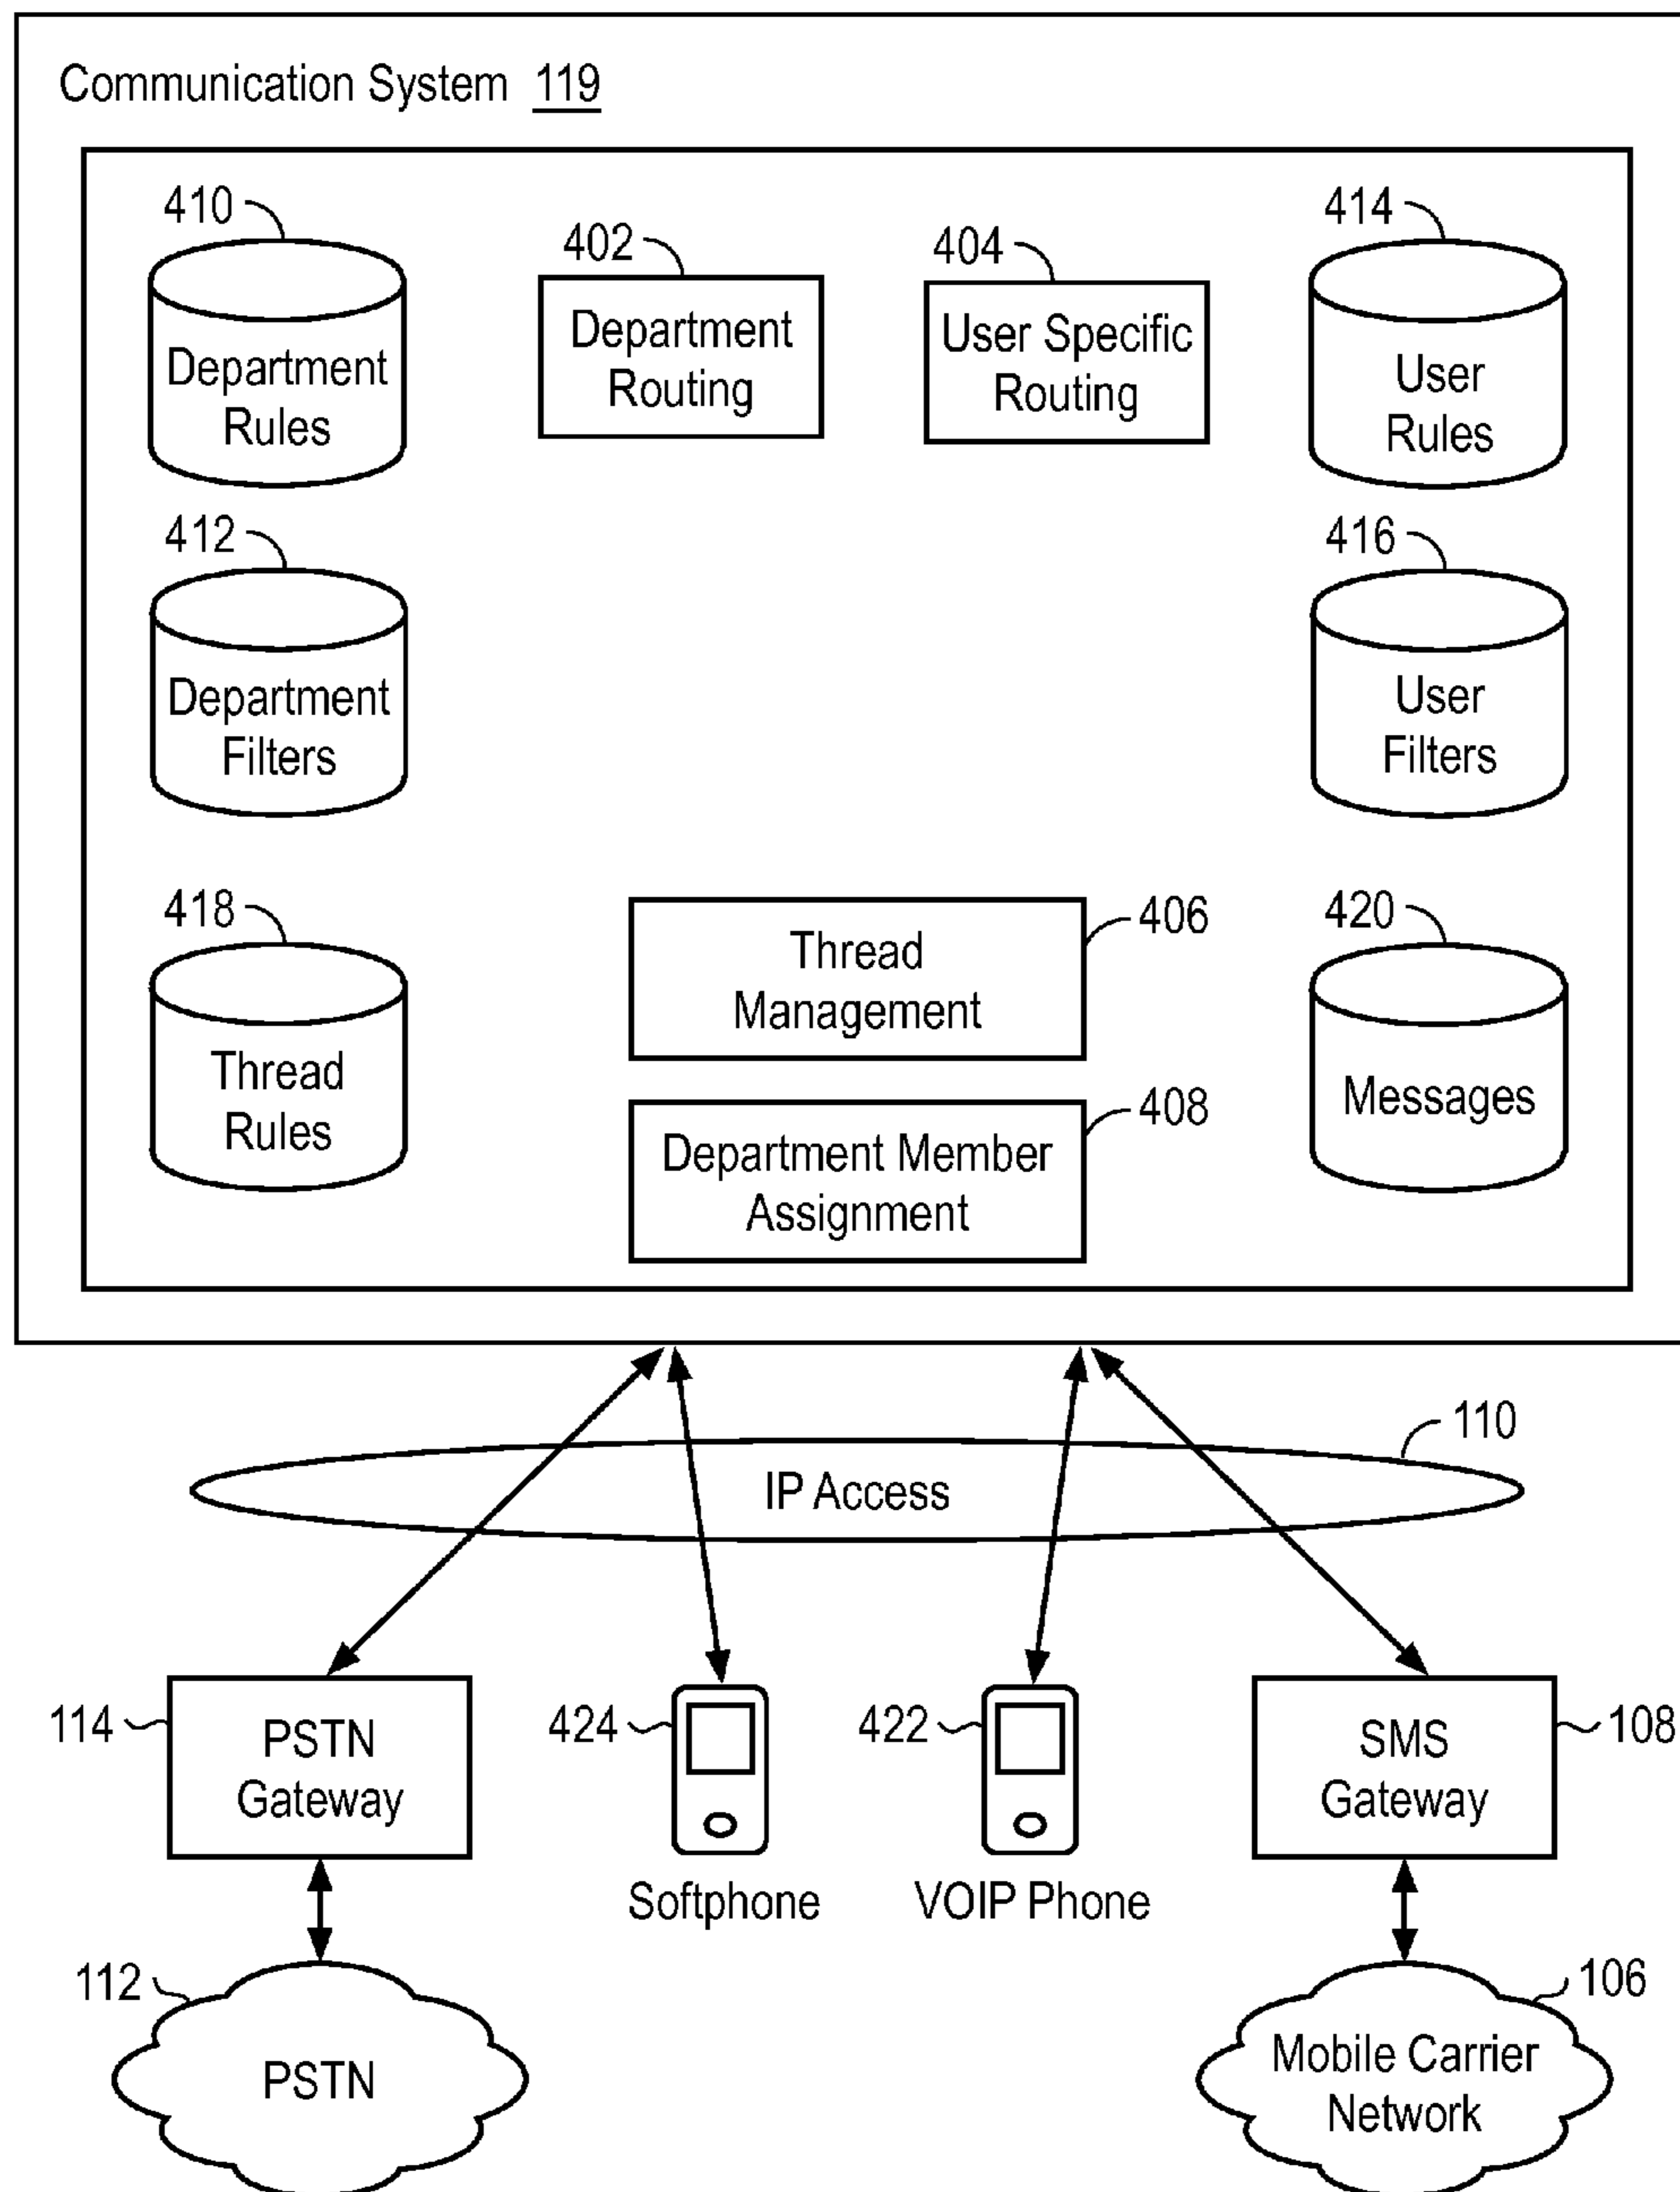 Communication System 119
410
402
404
414
Department
Rules
Department
Routing
User Specific
Routing
User
Rules
412
416
Department
Filters
User
Filters
418
406
420
Thread
Management
Thread
Rules
408
Messages
Department Member
Assignment
110
IP Access
114
PSTN
Gateway
424
422
SMS
Gateway
108
Softphone
VOIP Phone
112
106
PSTN
Mobile Carrier
Network